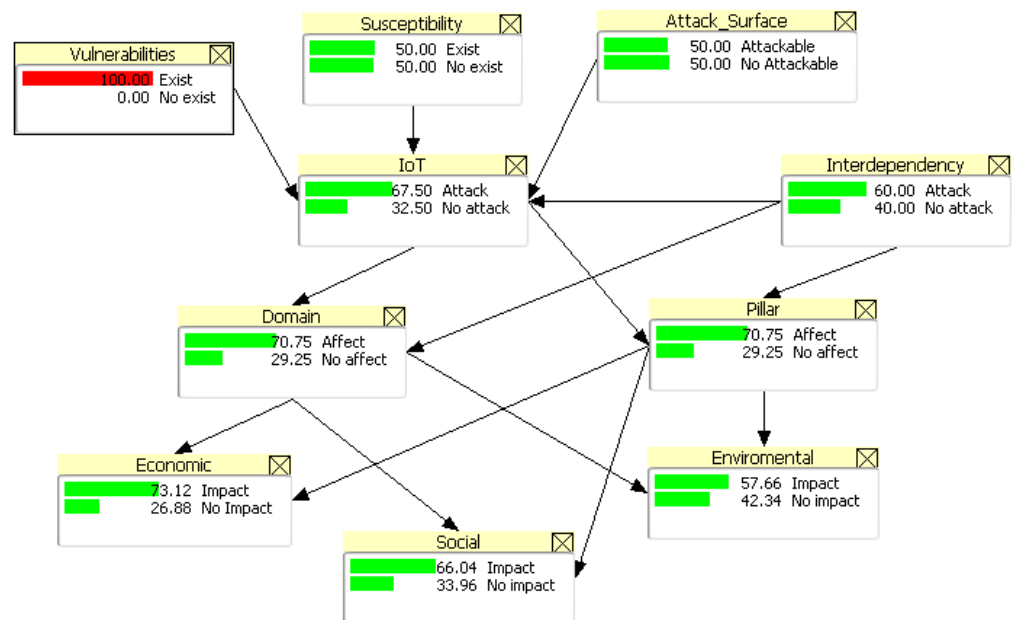 Susceptibility
50.00 Exist
50.00 No exist
Attack_Surface
50.00 Attackable
50.00 No Attackable
Vulnerabilities
100.00 Exist
0.00 No exist
IoT
67.50 Attack
32.50 No attack
Interdependency
60.00 Attack
40.00 No attack
Domain
70.75 Affect
29.25 No affect
Pillar
70.75 Affect
29.25 No affect
Economic
73.12 Impact
26.88 No Impact
Enviromental
57.66 Impact
42.34 No impact
Social
66.04 Impact
33.96 No impact